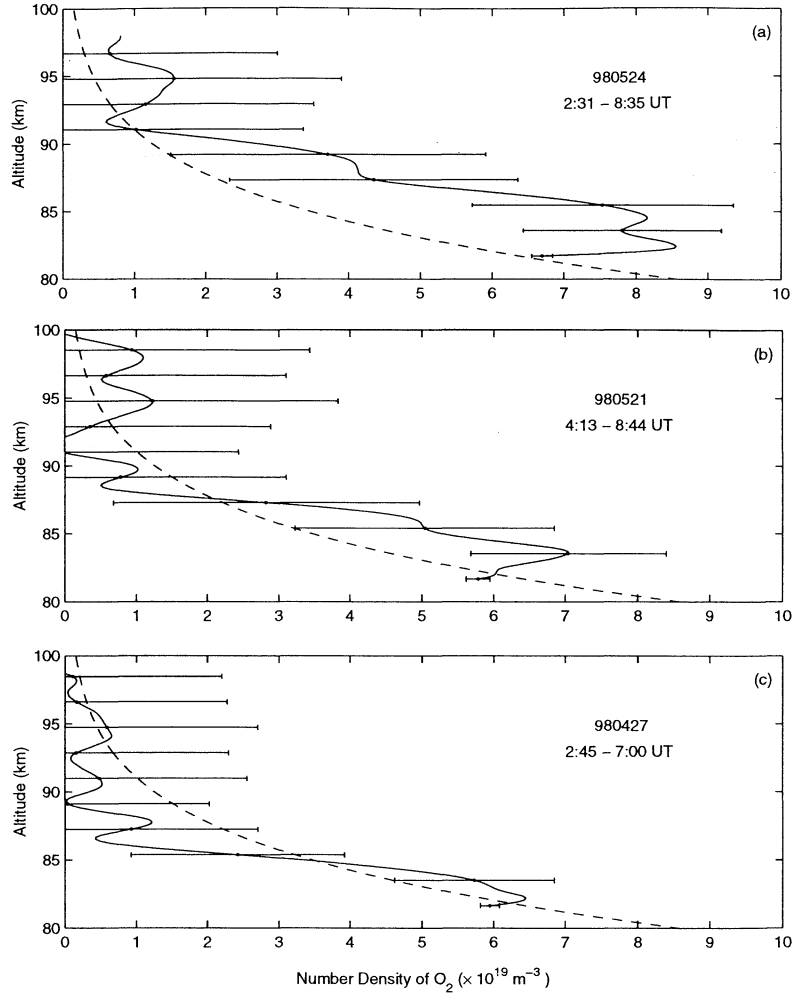 100
(a)
95
980524
2:31 – 8:35 UT
90
85
80
Altitude (km)
0 1 2 3 4 5 6 7 8 9 10
100
(b)
95
980521
4:13 – 8:44 UT
90
85
80
Altitude (km)
0 1 2 3 4 5 6 7 8 9 10
100
(c)
95
980427
2:45 – 7:00 UT
90
85
80
Altitude (km)
0 1 2 3 4 5 6 7 8 9 10
Number Density of O₂ (× 10¹⁹ m⁻³)